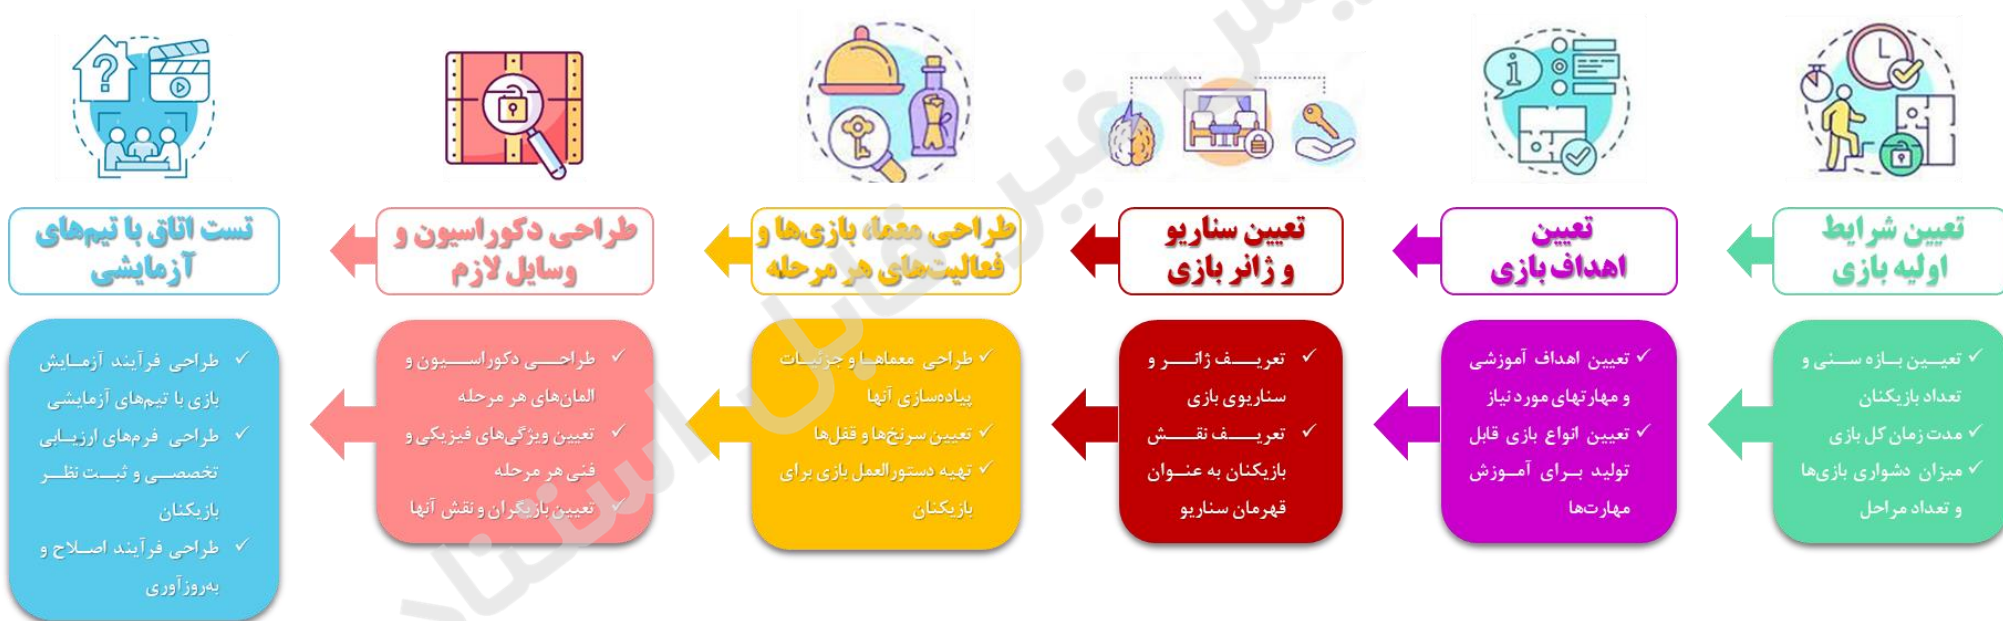 تعیین شرایط
اولیه بازی
تعیین
اهداف بازی
تعیین سناریو
و ژانر بازی
طراحی معما، بازی‌ها و
فعالیت‌های هر مرحله
طراحی دکوراسیون و
وسایل لازم
تست اتاق با تیم‌های
آزمایشی
✓ تعیین بازه سنی و
تعداد بازیکنان
✓ مدت زمان کل بازی
✓ میزان دشواری بازی‌ها
و تعداد مراحل
✓ تعیین اهداف آموزشی
و مهارتهای مورد نیاز
✓ تعیین انواع بازی قابل
تولید برای آموزش
مهارت‌ها
✓ تعریف ژانر و
سناریوی بازی
✓ تعریف نقش
بازیکنان به عنوان
قهرمان سناریو
✓ طراحی معماها و جزئیات
پیاده‌سازی آنها
✓ تعیین سرنخ‌ها و قفل‌ها
✓ تهیه دستورالعمل بازی برای
بازیکنان
✓ طراحی دکوراسیون و
المان‌های هر مرحله
✓ تعیین ویژگی‌های فیزیکی و
فنی هر مرحله
✓ تعیین بازیگران و نقش آنها
✓ طراحی فرآیند آزمایش
بازی با تیم‌های آزمایشی
✓ طراحی فرم‌های ارزیابی
تخصصی و ثبت نظر
بازیکنان
✓ طراحی فرآیند اصلاح و
به‌روزآوری
غیر قابل استناد